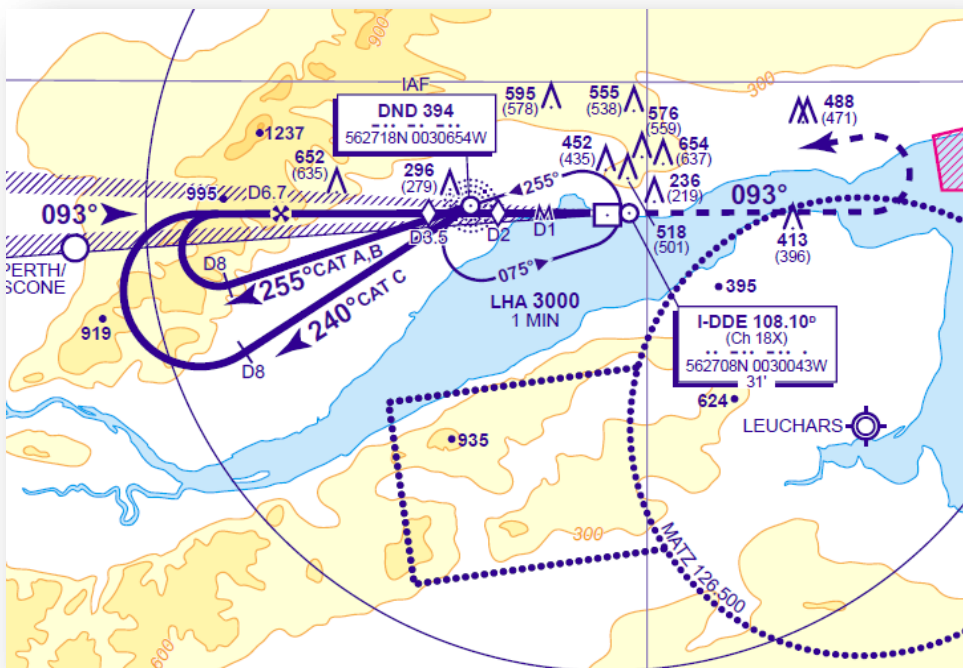 900
300
IAF
DND 394
562718N 0030654W
1237
595
(578)
555
(538)
488
(471)
576
(559)
654
(637)
452
(435)
652
(635)
296
(279)
236
(219)
995
D6.7
255°
093°
093°
D3.5
D2
D1
518
(501)
413
(396)
PERTH/
SCONE
D8
255° CAT A,B
075°
LHA 3000
1 MIN
395
240° CAT C
919
D8
I-DDE 108.10ᴰ
(Ch 18X)
562708N 0030043W
31'
624
LEUCHARS
935
300
MATZ 126.500
600